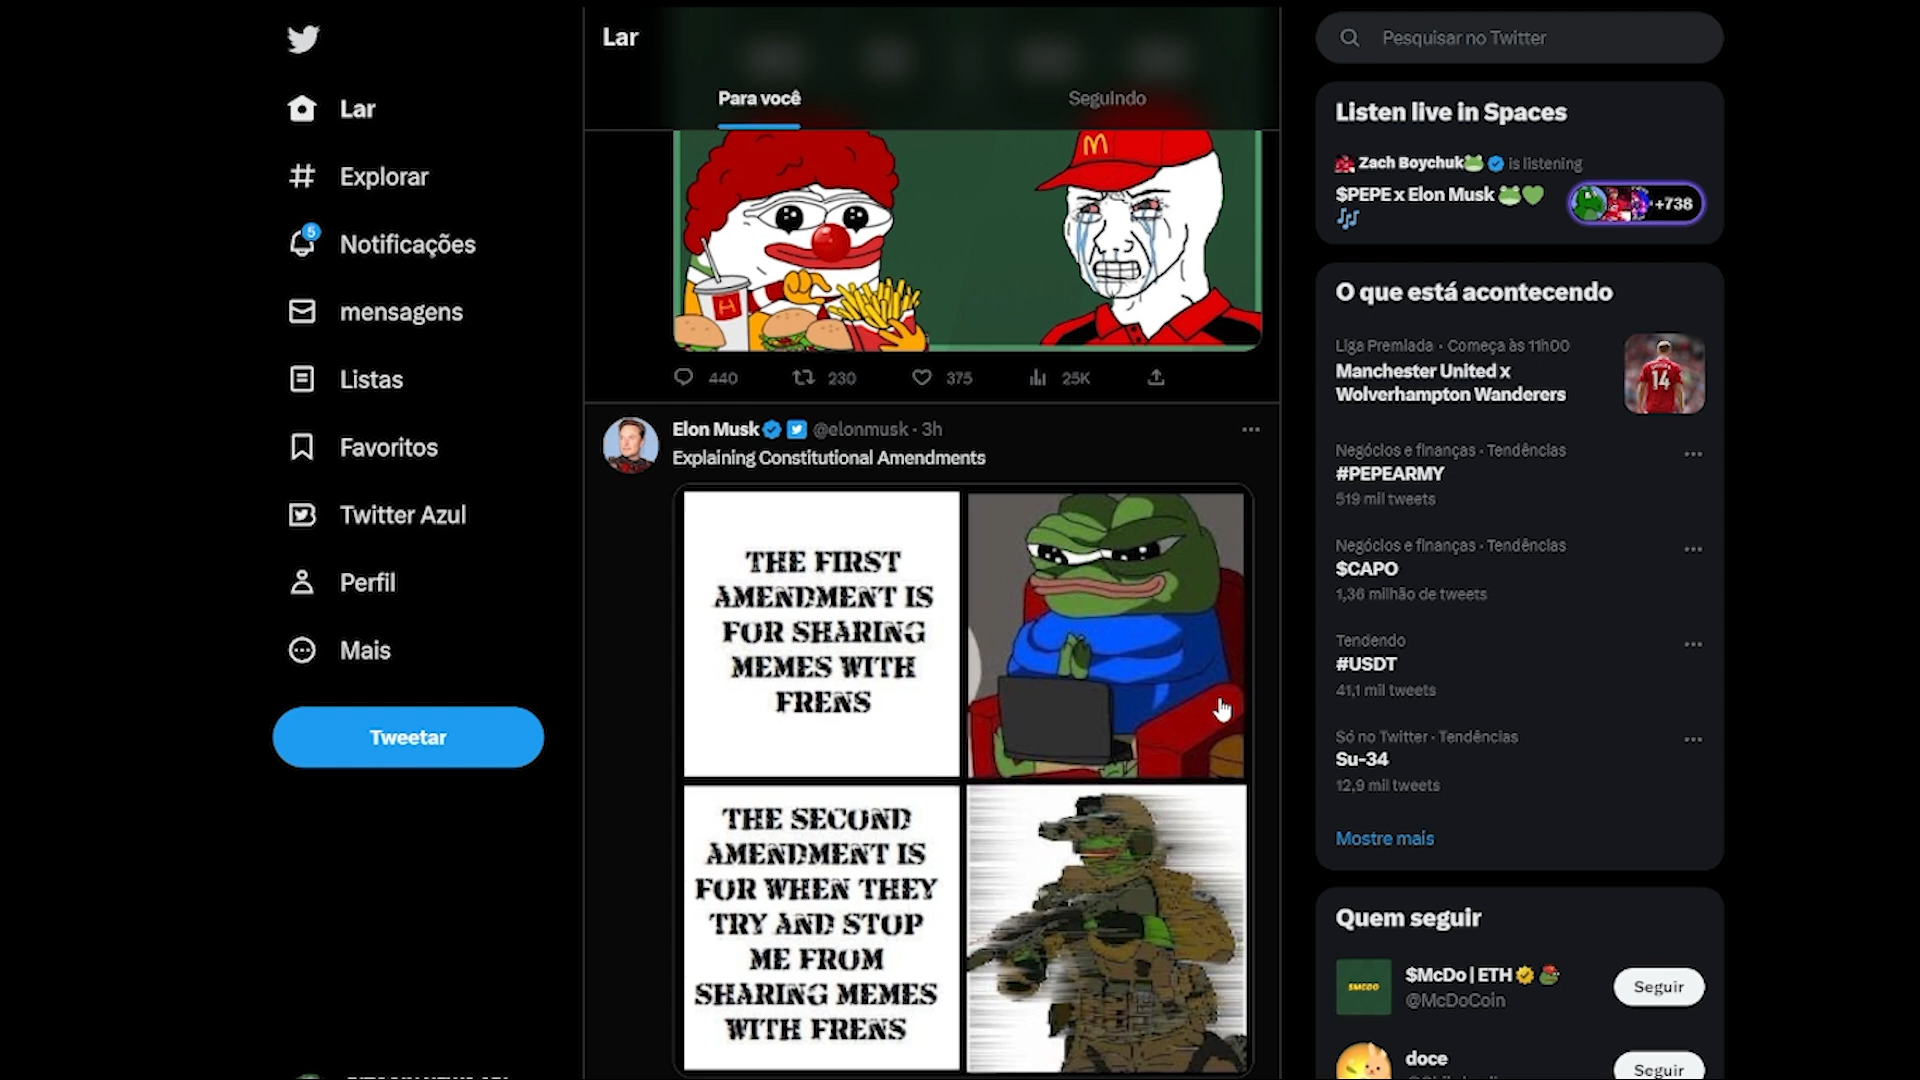 Lar
Explorar
5
Notificações
mensagens
Listas
Favoritos
Twitter Azul
Perfil
Mais
Tweetar
Lar
Para você
Seguindo
M
440
230
375
25K
Elon Musk @elonmusk · 3h
Explaining Constitutional Amendments
THE FIRST
AMENDMENT IS
FOR SHARING
MEMES WITH
FRENS
THE SECOND
AMENDMENT IS
FOR WHEN THEY
TRY AND STOP
ME FROM
SHARING MEMES
WITH FRENS
Pesquisar no Twitter
Listen live in Spaces
Zach Boychuk🐸 is listening
$PEPE x Elon Musk 🐸💚
🎶
+738
O que está acontecendo
Liga Premiada · Começa às 11h00
Manchester United x
Wolverhampton Wanderers
14
Negócios e finanças · Tendências
#PEPEARMY
519 mil tweets
Negócios e finanças · Tendências
$CAPO
1,36 milhão de tweets
Tendendo
#USDT
41,1 mil tweets
Só no Twitter · Tendências
Su-34
12,9 mil tweets
Mostre mais
Quem seguir
$MCDO
$McDo | ETH
@McDoCoin
Seguir
doce
Seguir